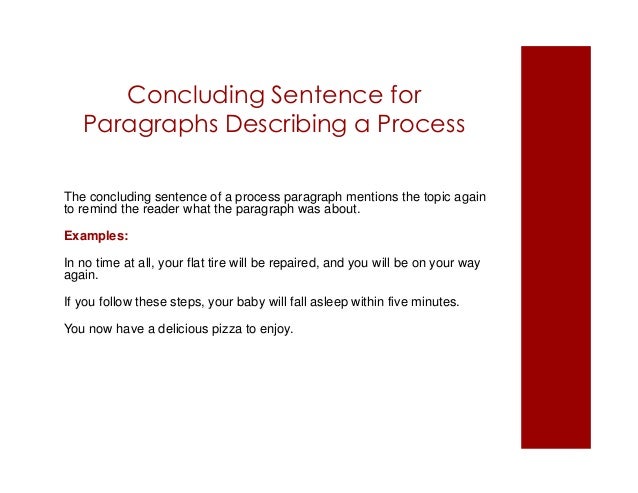 Concluding Sentence for
Paragraphs Describing a Process
The concluding sentence of a process paragraph mentions the topic again
to remind the reader what the paragraph was about.
Examples:
In no time at all, your flat tire will be repaired, and you will be on your way
again.
If you follow these steps, your baby will fall asleep within five minutes.
You now have a delicious pizza to enjoy.